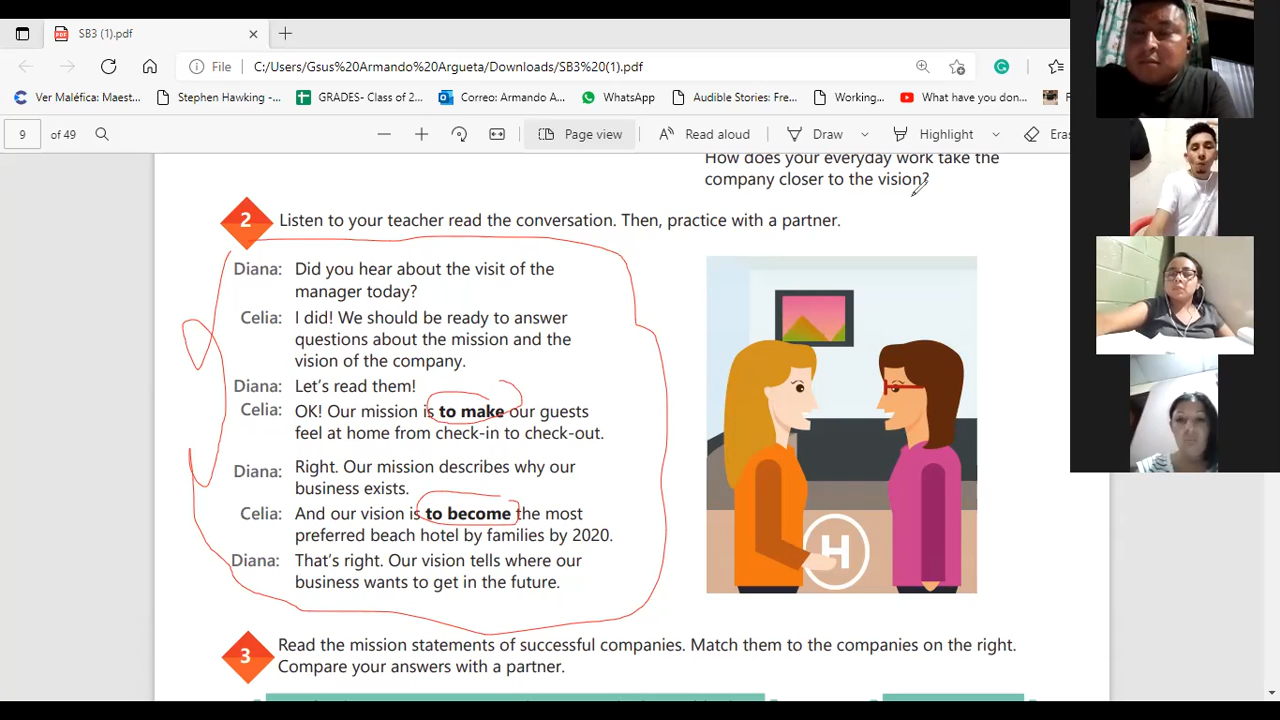 SB3 (1).pdf
File C:/Users/Gsus%20Armando%20Argueta/Downloads/SB3%20(1).pdf
Ver Maléfica: Maest... Stephen Hawking - E... GRADES- Class of 2... Correo: Armando A... WhatsApp Audible Stories: Fre... Working... What have you don... F
9 of 49 Page view Read aloud Draw Highlight Eras
How does your everyday work take the
company closer to the vision?
2 Listen to your teacher read the conversation. Then, practice with a partner.
Diana: Did you hear about the visit of the
manager today?
Celia: I did! We should be ready to answer
questions about the mission and the
vision of the company.
Diana: Let's read them!
Celia: OK! Our mission is to make our guests
feel at home from check-in to check-out.
Diana: Right. Our mission describes why our
business exists.
Celia: And our vision is to become the most
preferred beach hotel by families by 2020.
Diana: That's right. Our vision tells where our
business wants to get in the future.
H
3 Read the mission statements of successful companies. Match them to the companies on the right.
Compare your answers with a partner.